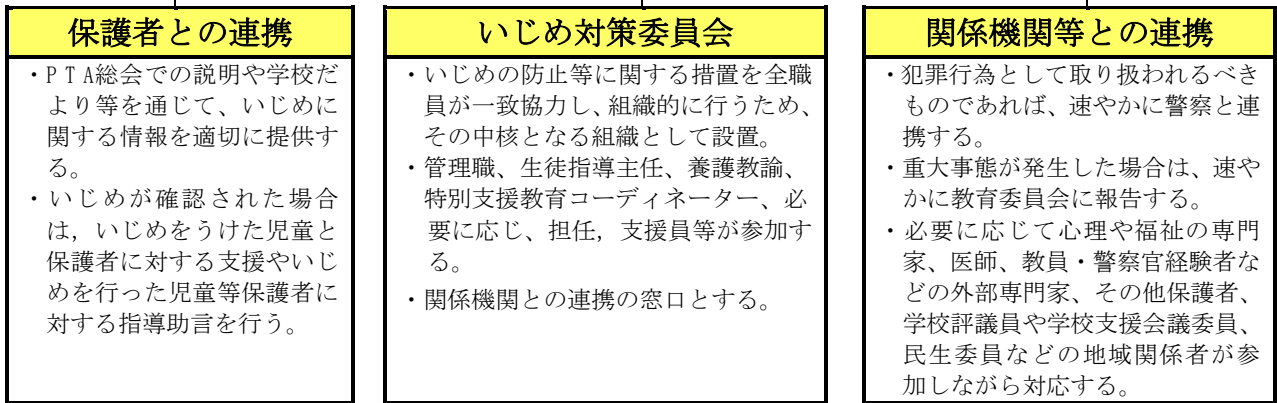 保護者との連携
・ＰＴＡ総会での説明や学校だ
より等を通じて、いじめに
関する情報を適切に提供す
る。
・いじめが確認された場合
は，いじめをうけた児童と
保護者に対する支援やいじ
めを行った児童等保護者に
対する指導助言を行う。
いじめ対策委員会
・いじめの防止等に関する措置を全職
員が一致協力し、組織的に行うため、
その中核となる組織として設置。
・管理職、生徒指導主任、養護教諭、
特別支援教育コーディネーター、必
要に応じ、担任，支援員等が参加す
る。
・関係機関との連携の窓口とする。
関係機関等との連携
・犯罪行為として取り扱われるべき
ものであれば、速やかに警察と連
携する。
・重大事態が発生した場合は、速や
かに教育委員会に報告する。
・必要に応じて心理や福祉の専門
家、医師、教員・警察官経験者な
どの外部専門家、その他保護者、
学校評議員や学校支援会議委員、
民生委員などの地域関係者が参
加しながら対応する。